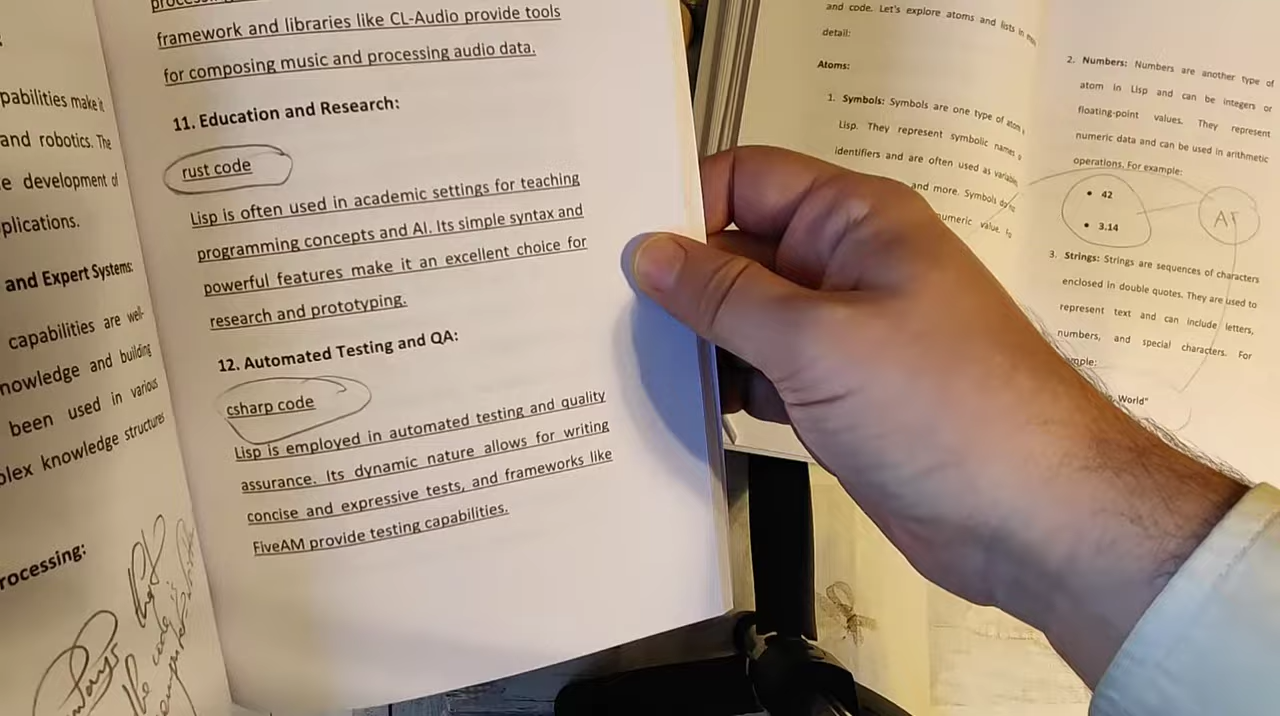 pabilities make it
and robotics. The
e development of
plications.
and Expert Systems:
capabilities are well-
nowledge and building
been used in various
plex knowledge structures
rocessing:
framework and libraries like CL-Audio provide tools
for composing music and processing audio data.
11. Education and Research:
rust code
Lisp is often used in academic settings for teaching
programming concepts and AI. Its simple syntax and
powerful features make it an excellent choice for
research and prototyping.
12. Automated Testing and QA:
csharp code
Lisp is employed in automated testing and quality
assurance. Its dynamic nature allows for writing
concise and expressive tests, and frameworks like
FiveAM provide testing capabilities.
and code. Let's explore atoms and lists in
detail:
Atoms:
1. Symbols: Symbols are one type of atom
Lisp. They represent symbolic names
identifiers and are often used as
and more. Symbols
numeric value.
2. Numbers: Numbers are another type of
atom in Lisp and can be integers or
floating-point values. They represent
numeric data and can be used in arithmetic
operations. For example:
• 42
• 3.14
3. Strings: Strings are sequences of characters
enclosed in double quotes. They are used to
represent text and can include letters,
numbers, and special characters. For
mple:
World"